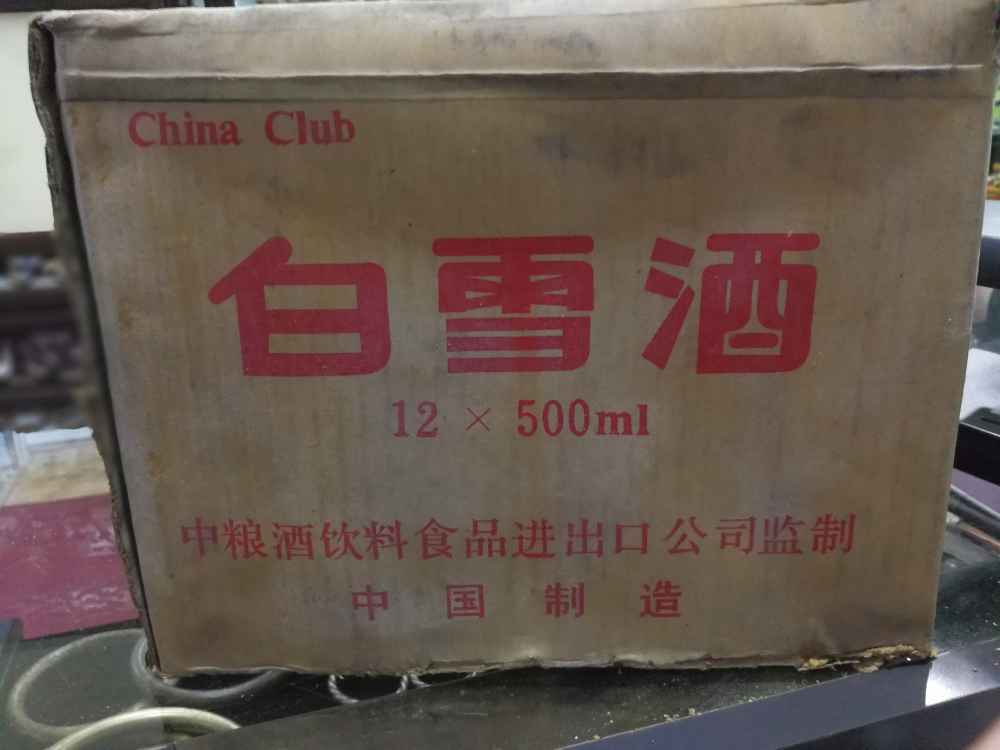 China Club
白雪酒
12 × 500ml
中粮酒饮料食品进出口公司监制
中国制造